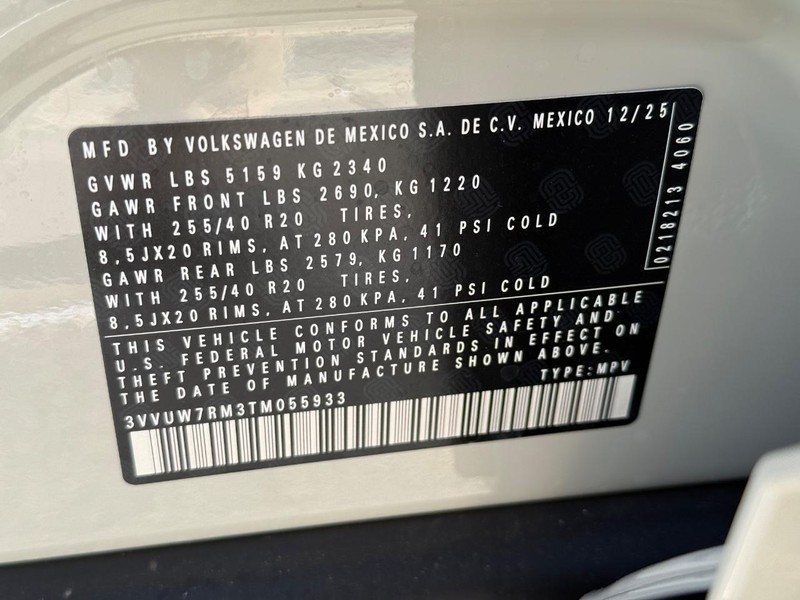 MFD BY VOLKSWAGEN DE MEXICO S.A. DE C.V. MEXICO 12/25
GVWR LBS 5159 KG 2340
GAWR FRONT LBS 2690, KG 1220
WITH 255/40 R20 TIRES,
8,5JX20 RIMS, AT 280 KPA, 41 PSI COLD
GAWR REAR LBS 2579, KG 1170
WITH 255/40 R20 TIRES,
8,5JX20 RIMS, AT 280 KPA, 41 PSI COLD
0218213 4060
THIS VEHICLE CONFORMS TO ALL APPLICABLE
U.S. FEDERAL MOTOR VEHICLE SAFETY AND
THEFT PREVENTION STANDARDS IN EFFECT ON
THE DATE OF MANUFACTURE SHOWN ABOVE.
TYPE:MPV
3VVUW7RM3TM055933